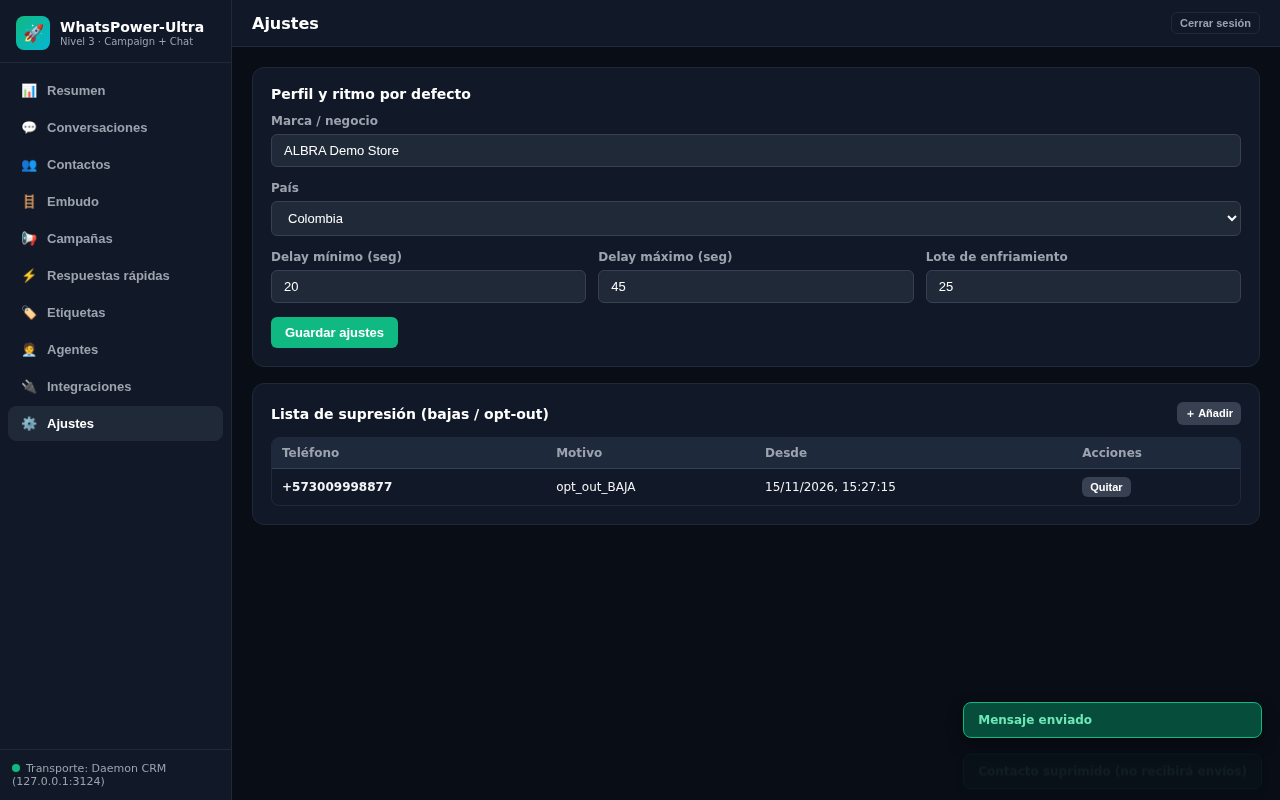 WhatsPower-Ultra
Nivel 3 · Campaign + Chat
Resumen
Conversaciones
Contactos
Embudo
Campañas
Respuestas rápidas
Etiquetas
Agentes
Integraciones
Ajustes
Transporte: Daemon CRM
(127.0.0.1:3124)
Ajustes
Cerrar sesión
Perfil y ritmo por defecto
Marca / negocio
ALBRA Demo Store
País
Colombia
Delay mínimo (seg) Delay máximo (seg) Lote de enfriamiento
20 45 25
Guardar ajustes
Lista de supresión (bajas / opt-out)
+ Añadir
Teléfono Motivo Desde Acciones
+573009998877 opt_out_BAJA 15/11/2026, 15:27:15 Quitar
Mensaje enviado
Contacto suprimido (no recibirá envíos)